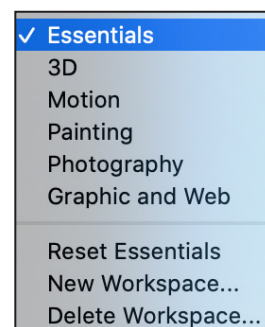 ✓ Essentials
3D
Motion
Painting
Photography
Graphic and Web
Reset Essentials
New Workspace...
Delete Workspace...